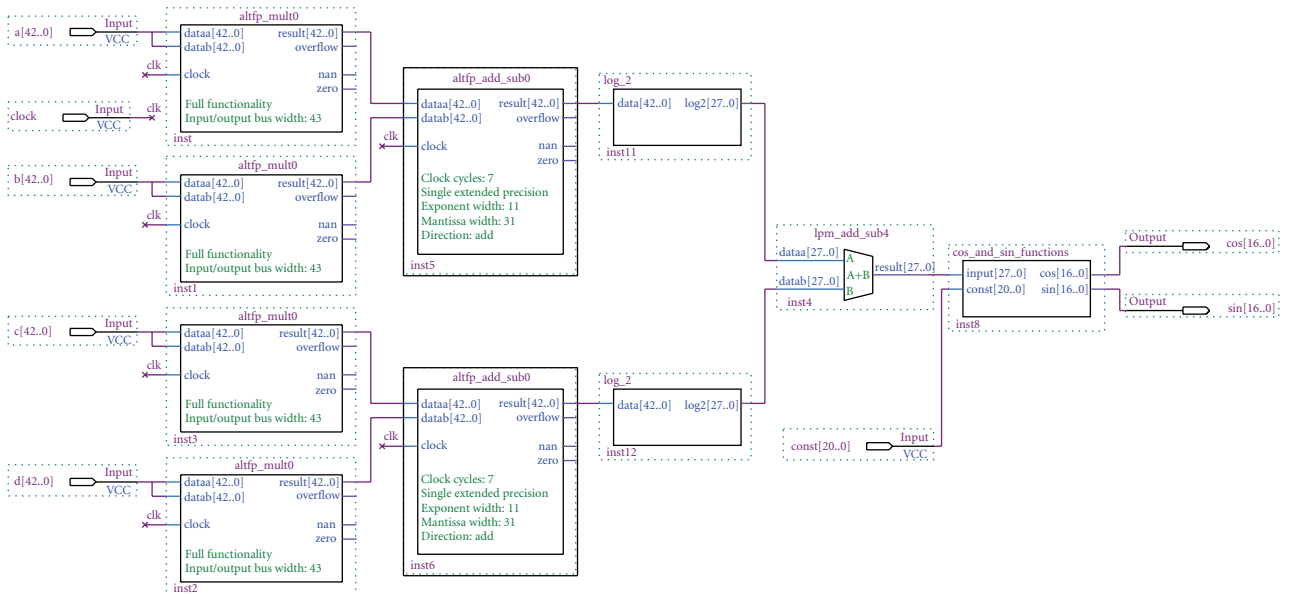 a[42..0]
Input
VCC
altfp_mult0
dataa[42..0]
result[42..0]
datab[42..0]
overflow
clk
clock
nan
zero
Full functionality
Input/output bus width: 43
inst
clock
Input
VCC
clk
b[42..0]
Input
VCC
altfp_mult0
dataa[42..0]
result[42..0]
datab[42..0]
overflow
clk
clock
nan
zero
Full functionality
Input/output bus width: 43
inst1
altfp_add_sub0
dataa[42..0]
result[42..0]
datab[42..0]
overflow
clk
clock
nan
zero
Clock cycles: 7
Single extended precision
Exponent width: 11
Mantissa width: 31
Direction: add
inst5
log_2
data[42..0]
log2[27..0]
inst11
c[42..0]
Input
VCC
altfp_mult0
dataa[42..0]
result[42..0]
datab[42..0]
overflow
clk
clock
nan
zero
Full functionality
Input/output bus width: 43
inst3
d[42..0]
Input
VCC
altfp_mult0
dataa[42..0]
result[42..0]
datab[42..0]
overflow
clk
clock
nan
zero
Full functionality
Input/output bus width: 43
inst2
altfp_add_sub0
dataa[42..0]
result[42..0]
datab[42..0]
overflow
clk
clock
nan
zero
Clock cycles: 7
Single extended precision
Exponent width: 11
Mantissa width: 31
Direction: add
inst6
log_2
data[42..0]
log2[27..0]
inst12
lpm_add_sub4
dataa[27..0]
A
A+B
result[27..0]
datab[27..0]
B
inst4
cos_and_sin_functions
input[27..0]
cos[16..0]
const[20..0]
sin[16..0]
inst8
const[20..0]
Input
VCC
Output
cos[16..0]
Output
sin[16..0]